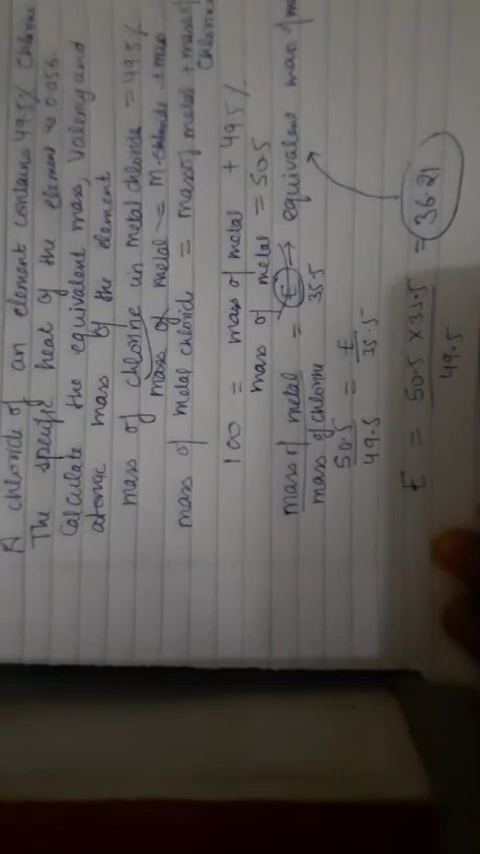 A chloride of an element contains 49.5% chlorine
The specific heat of the element is 0.056
Calculate the equivalent mass, Valency and
atomic mass of the element
mass of chlorine in metal chloride = 49.5%
mass of metal = M. chloride - mass
mass of metal chloride = mass of metal + mass of
chlorine
100 = mass of metal + 49.5%
mass of metal = 50.5
mass of metal / mass of chlorine = E / 35.5 → equivalent mass of
50.5 / 49.5 = E / 35.5
E = 50.5 × 35.5 / 49.5 = 36.21